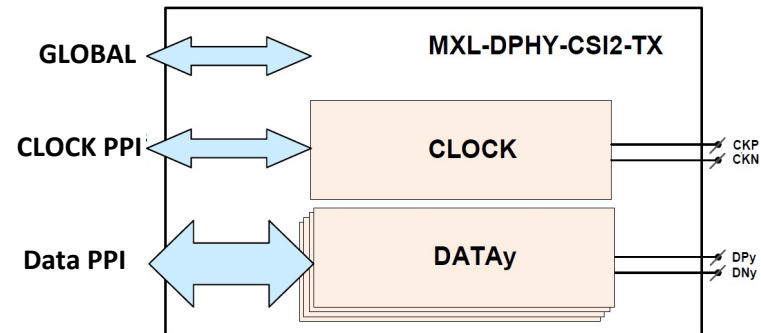 GLOBAL
MXL-DPHY-CSI2-TX
CLOCK PPI
CLOCK
CKP
CKN
Data PPI
DATAy
DPy
DNy